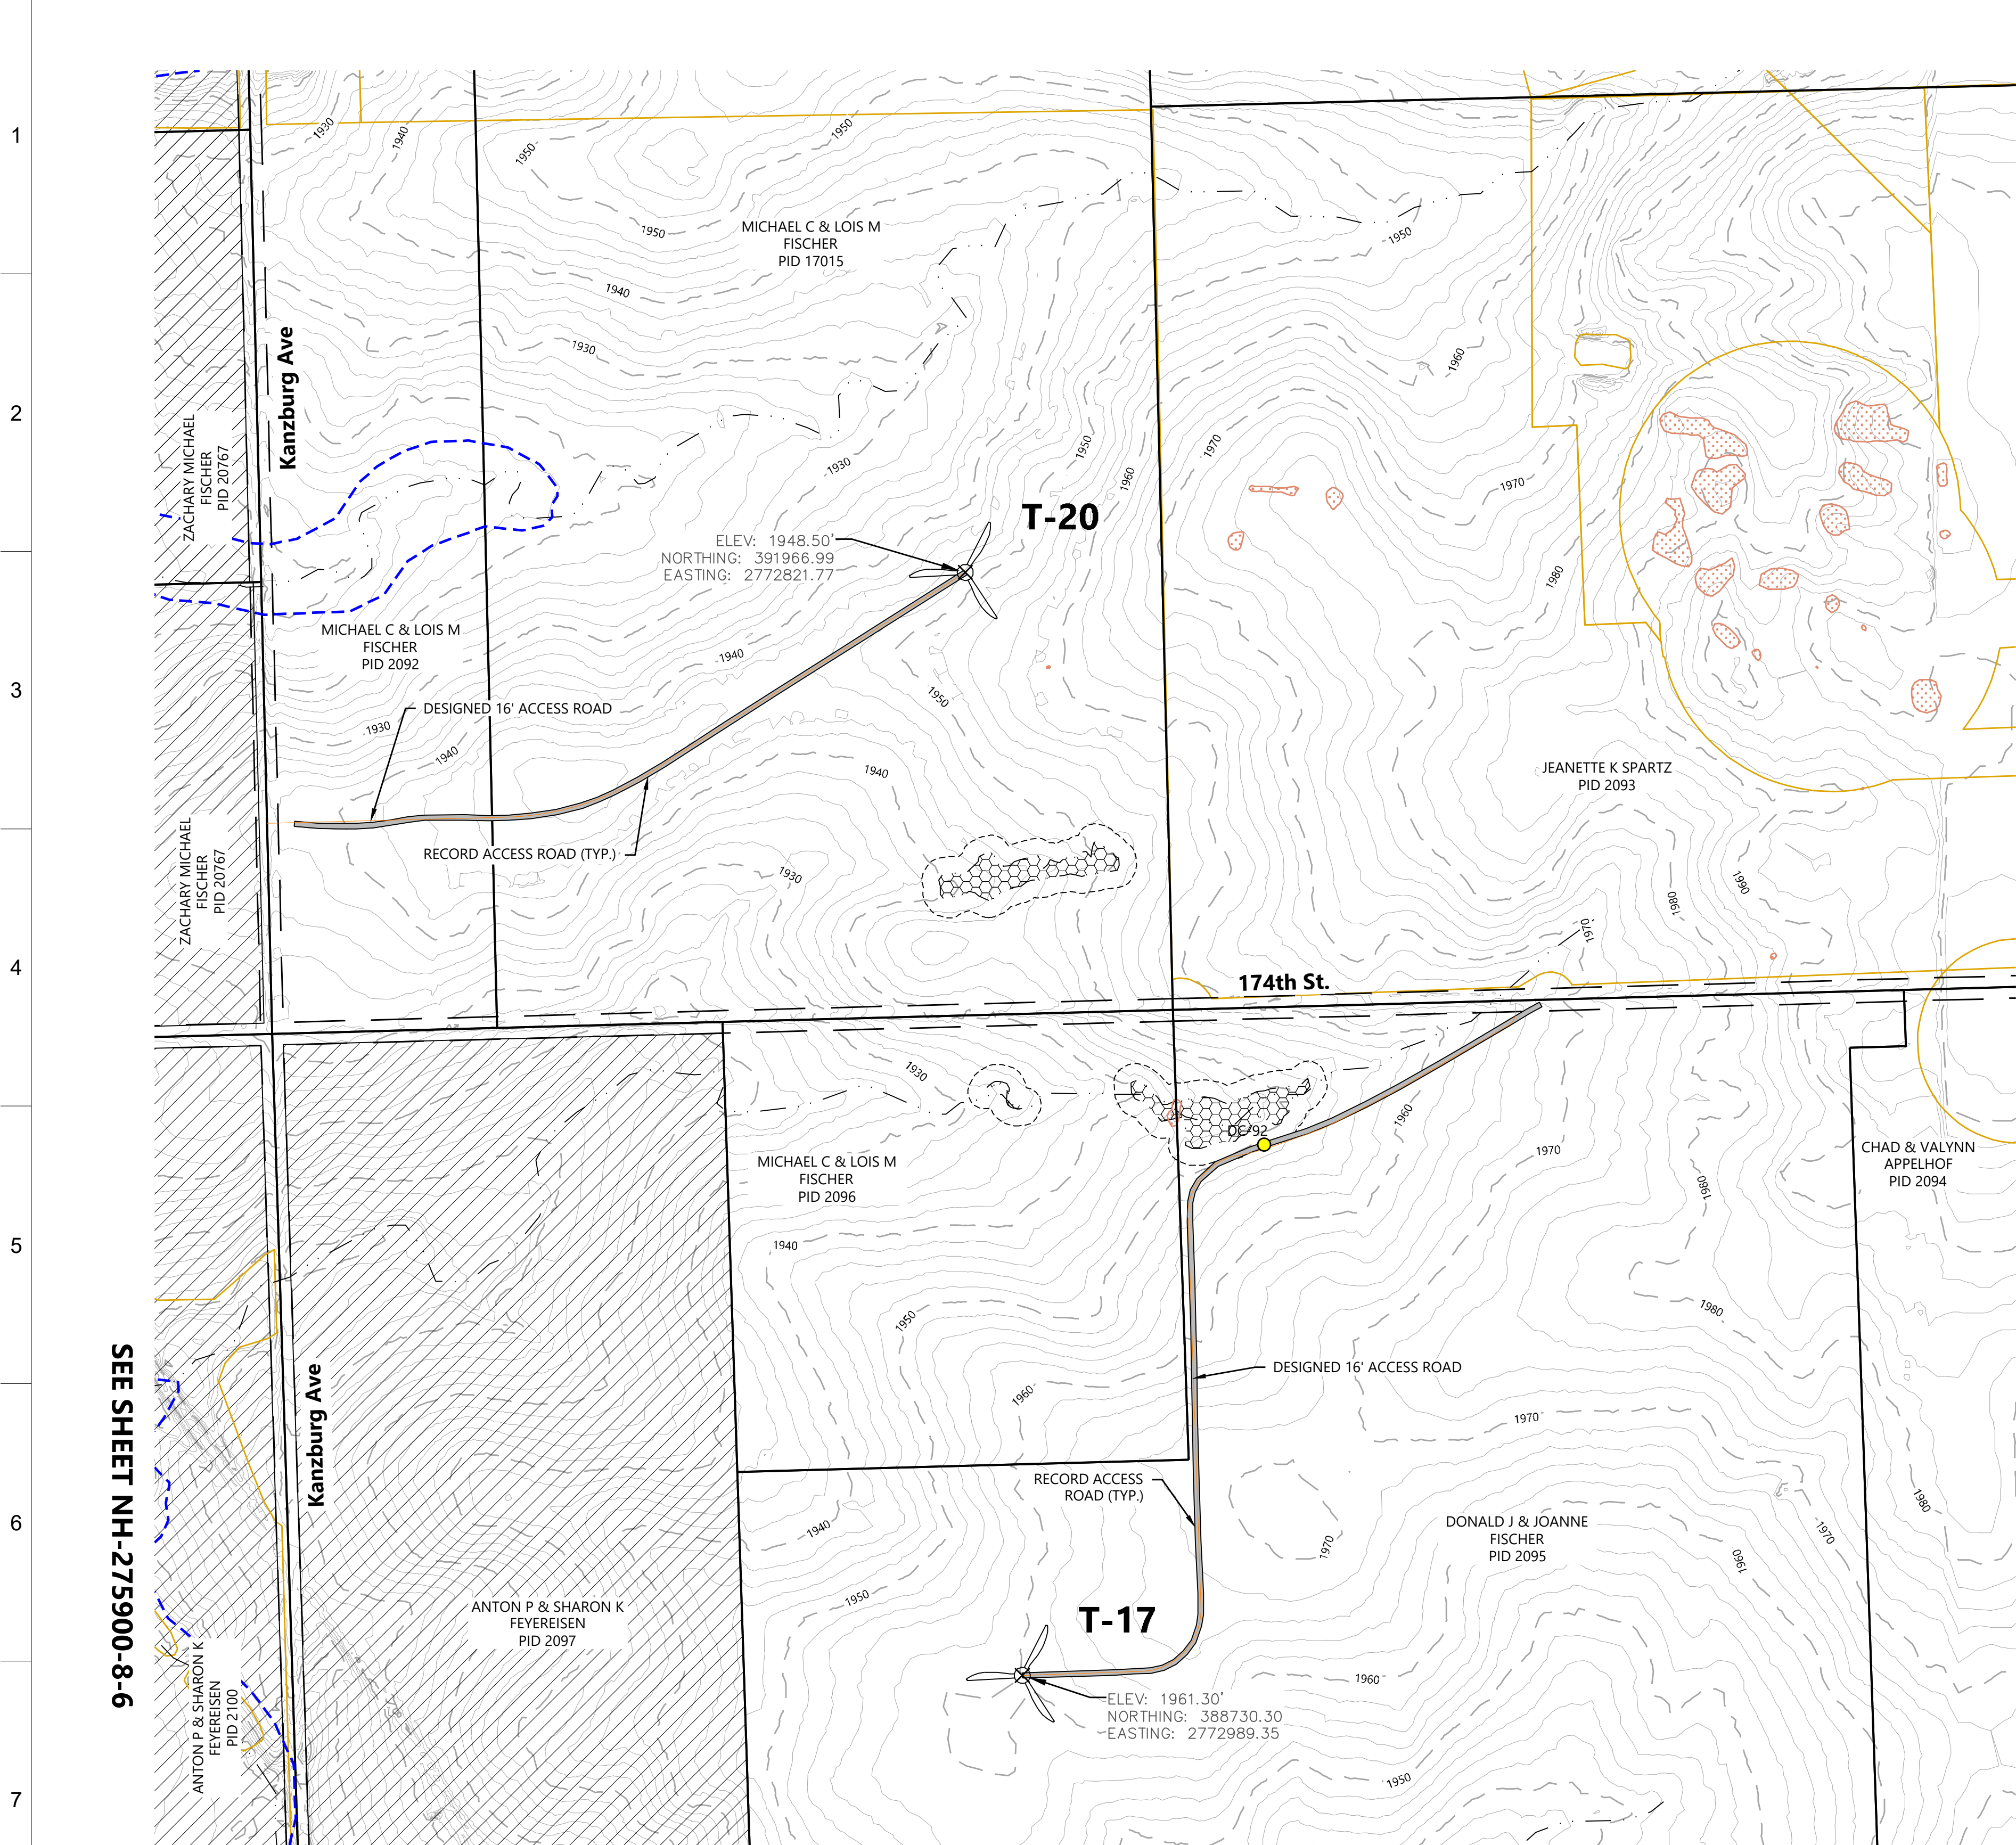 1
1930
1940
1950
1950
MICHAEL C & LOIS M
FISCHER
PID 17015
1950
1950
1940
1930
1960
Kanzburg Ave
2
ZACHARY MICHAEL
FISCHER
PID 20767
1930
1950
1960
1970
1970
T-20
ELEV: 1948.50'
NORTHING: 391966.99
EASTING: 2772821.77
1980
MICHAEL C & LOIS M
FISCHER
PID 2092
1940
3
1950
DESIGNED 16' ACCESS ROAD
1930
1940
1940
JEANETTE K SPARTZ
PID 2093
RECORD ACCESS ROAD (TYP.)
ZACHARY MICHAEL
FISCHER
PID 20767
1930
1980
1990
1970
4
174th St.
1930
1960
DC-92
1970
MICHAEL C & LOIS M
FISCHER
PID 2096
CHAD & VALYNN
APPELHOF
PID 2094
1980
5
1940
1950
1980
SEE SHEET NH-275900-8-6
Kanzburg Ave
DESIGNED 16' ACCESS ROAD
1960
1970
RECORD ACCESS
ROAD (TYP.)
1980
6
1940
1970
DONALD J & JOANNE
FISCHER
PID 2095
1970
1960
1950
ANTON P & SHARON K
FEYEREISEN
PID 2097
T-17
ANTON P & SHARON K
FEYEREISEN
PID 2100
1960
ELEV: 1961.30'
NORTHING: 388730.30
EASTING: 2772989.35
1950
7